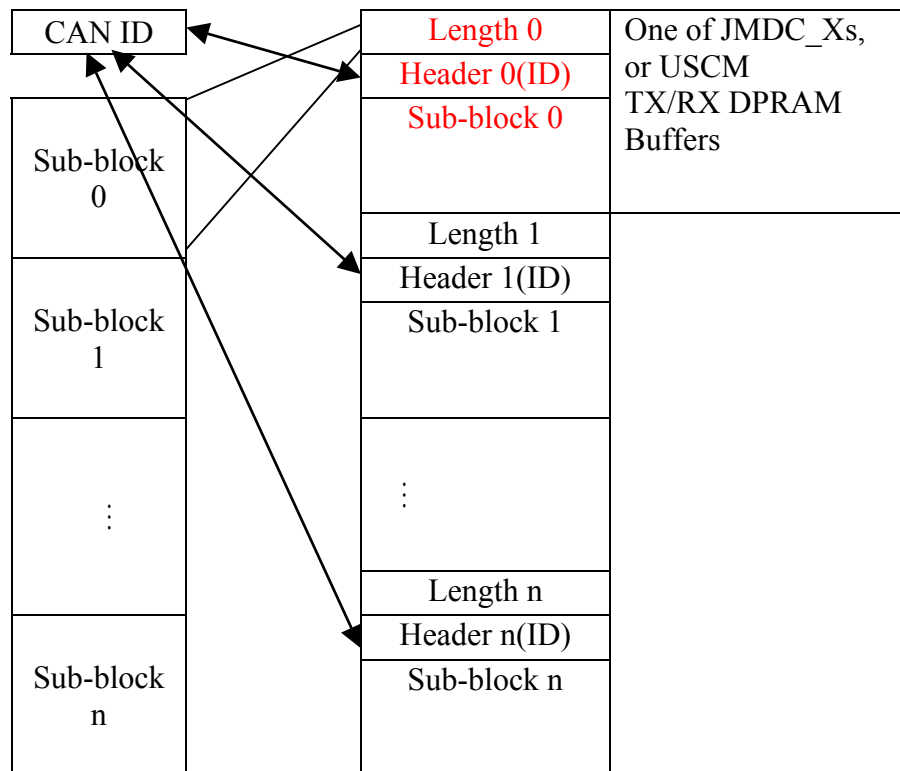 CAN ID
Sub-block
0
Sub-block
1
⋮
Sub-block
n
Length 0
Header 0(ID)
Sub-block 0
Length 1
Header 1(ID)
Sub-block 1
⋮
Length n
Header n(ID)
Sub-block n
One of JMDC_Xs,
or USCM
TX/RX DPRAM
Buffers